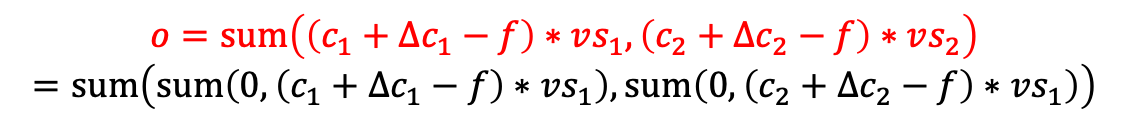 o = sum((c₁ + Δc₁ − f) ∗ vs₁, (c₂ + Δc₂ − f) ∗ vs₂)
= sum(sum(0, (c₁ + Δc₁ − f) ∗ vs₁), sum(0, (c₂ + Δc₂ − f) ∗ vs₁))